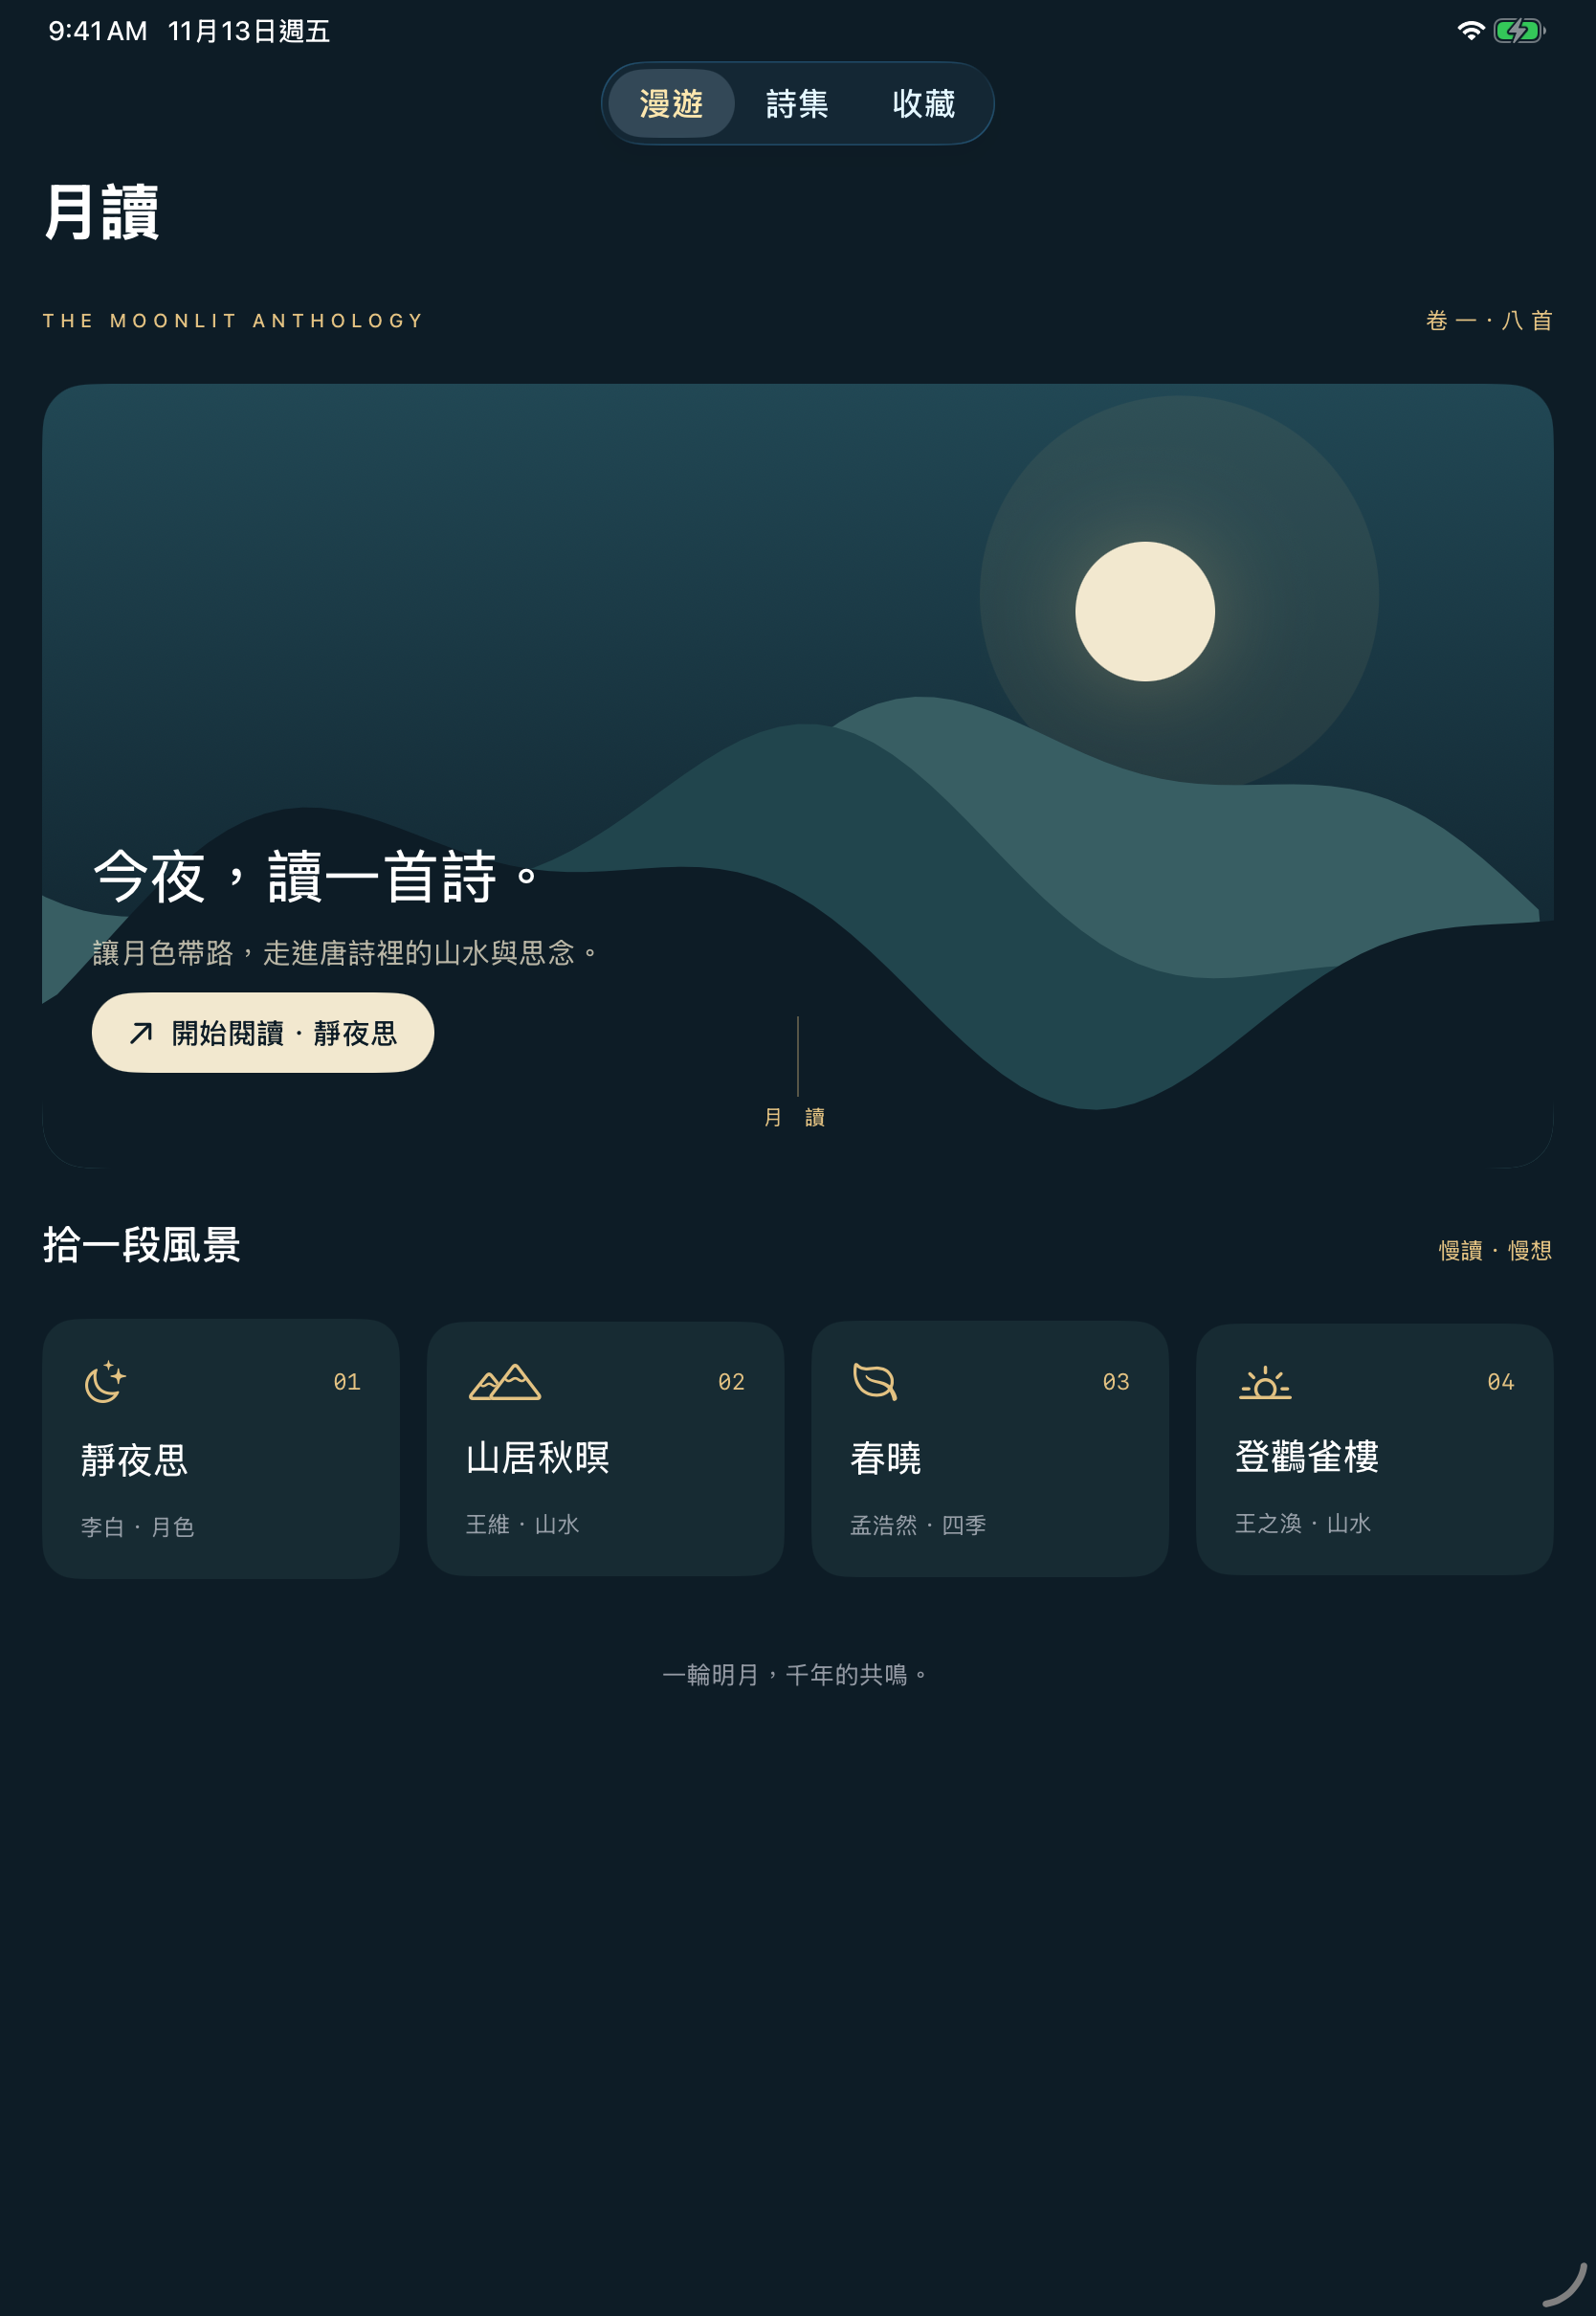 9:41 AM 11月13日週五
漫遊 詩集 收藏
月讀
THE MOONLIT ANTHOLOGY
卷一·八首
今夜，讀一首詩。
讓月色帶路，走進唐詩裡的山水與思念。
開始閱讀·靜夜思
月 讀
拾一段風景
慢讀·慢想
01
靜夜思
李白·月色
02
山居秋暝
王維·山水
03
春曉
孟浩然·四季
04
登鸛雀樓
王之渙·山水
一輪明月，千年的共鳴。